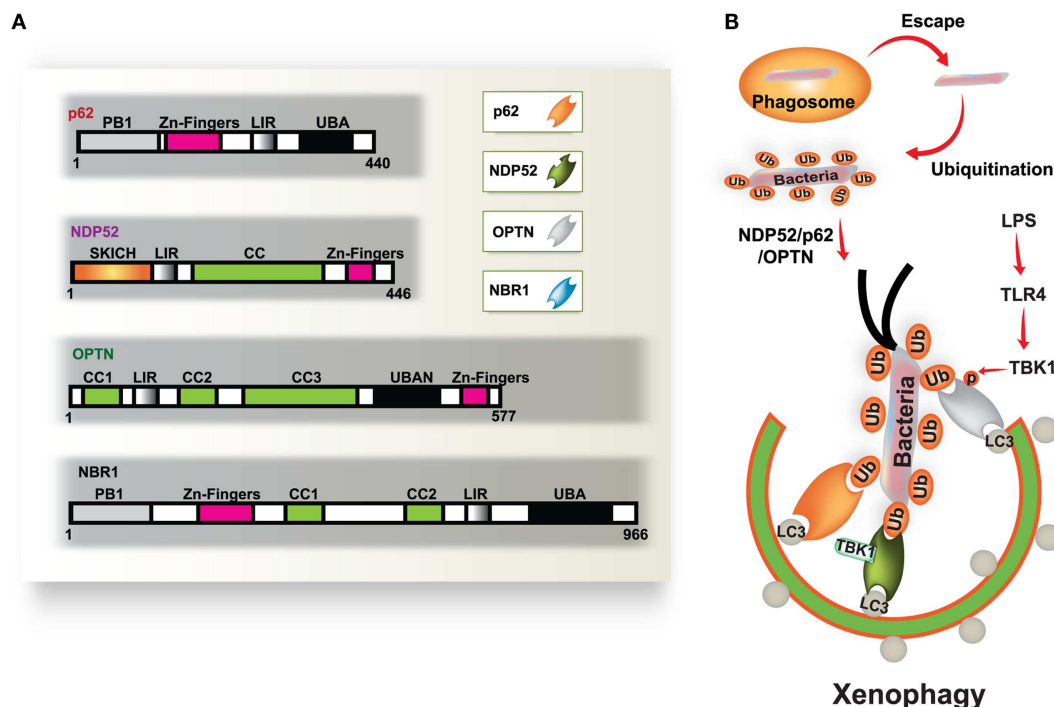 A
p62
PB1 Zn-Fingers LIR UBA
1 440
NDP52
SKICH LIR CC Zn-Fingers
1 446
OPTN
CC1 LIR CC2 CC3 UBAN Zn-Fingers
1 577
NBR1
PB1 Zn-Fingers CC1 CC2 LIR UBA
1 966
p62
NDP52
OPTN
NBR1
B
Escape
Phagosome
Ubiquitination
Ub Ub Ub Ub
Ub Bacteria Ub
Ub Ub Ub Ub
NDP52/p62
/OPTN
LPS
TLR4
TBK1
Ub
Ub
Ub
p
Ub
Ub
Bacteria
Ub
Ub
Ub
LC3
LC3
TBK1
LC3
Xenophagy